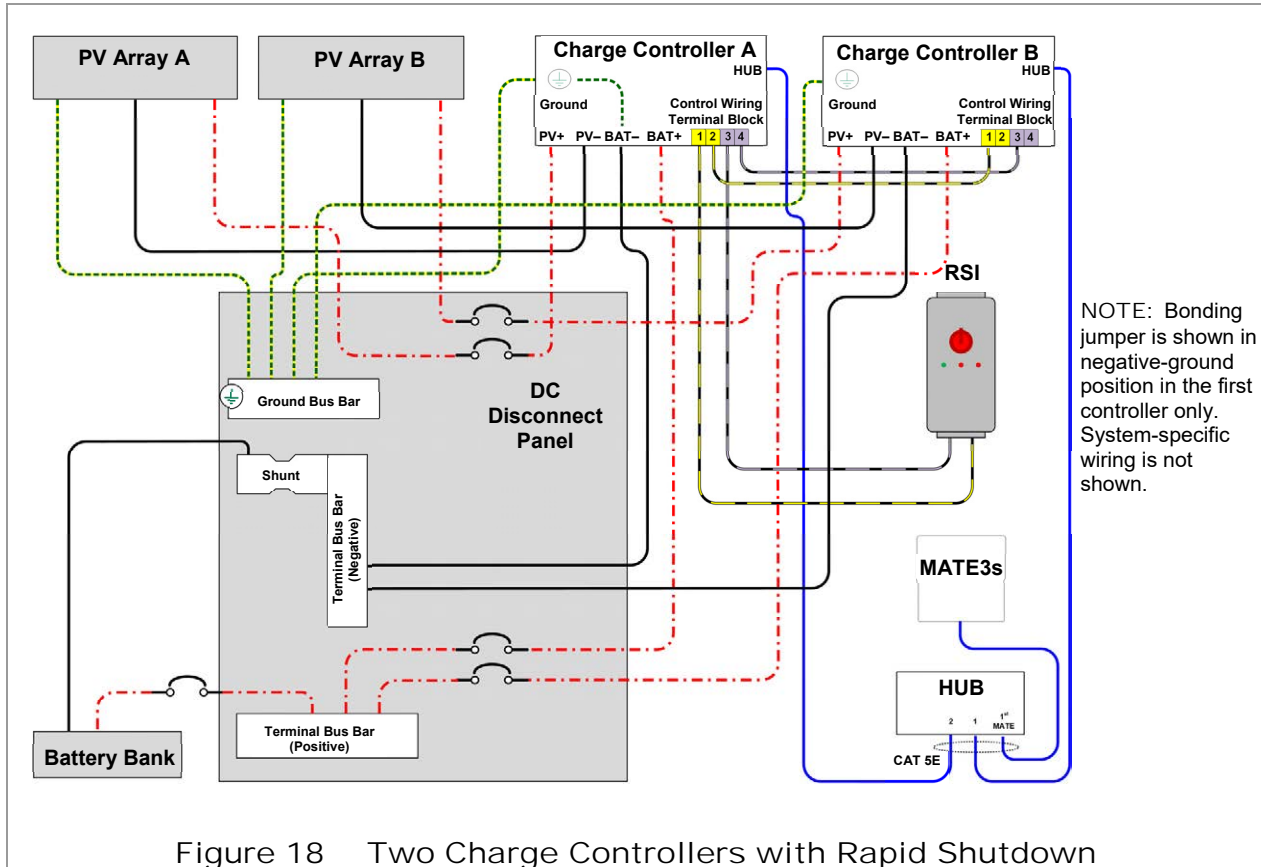 PV Array A
PV Array B
Charge Controller A
HUB
Ground
Control Wiring
Terminal Block
PV+ PV– BAT– BAT+ 1 2 3 4
Charge Controller B
HUB
Ground
Control Wiring
Terminal Block
PV+ PV– BAT– BAT+ 1 2 3 4
RSI
NOTE: Bonding
jumper is shown in
negative-ground
position in the first
controller only.
System-specific
wiring is not
shown.
Ground Bus Bar
DC
Disconnect
Panel
Shunt
Terminal Bus Bar
(Negative)
MATE3s
HUB
2 1 1st
MATE
CAT 5E
Terminal Bus Bar
(Positive)
Battery Bank
Figure 18 Two Charge Controllers with Rapid Shutdown